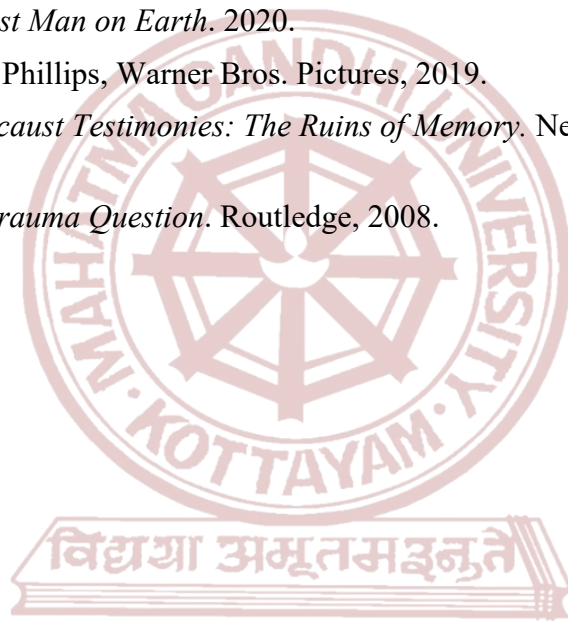 st Man on Earth. 2020.
Phillips, Warner Bros. Pictures, 2019.
caust Testimonies: The Ruins of Memory. Ne
rauma Question. Routledge, 2008.
MAHATMA GANDHI UNIVERSITY
• KOTTAYAM •
विद्यया अमृतमश्नुते